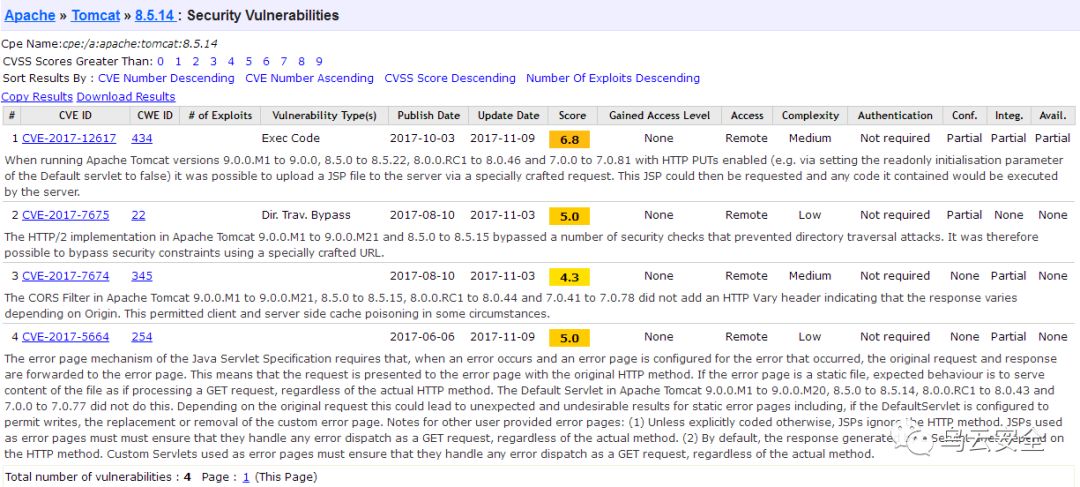 Apache » Tomcat » 8.5.14 : Security Vulnerabilities
Cpe Name:cpe:/a:apache:tomcat:8.5.14
CVSS Scores Greater Than: 0 1 2 3 4 5 6 7 8 9
Sort Results By : CVE Number Descending CVE Number Ascending CVSS Score Descending Number Of Exploits Descending
Copy Results Download Results
# CVE ID CWE ID # of Exploits Vulnerability Type(s) Publish Date Update Date Score Gained Access Level Access Complexity Authentication Conf. Integ. Avail.
1 CVE-2017-12617 434 Exec Code 2017-10-03 2017-11-09 6.8 None Remote Medium Not required Partial Partial Partial
When running Apache Tomcat versions 9.0.0.M1 to 9.0.0, 8.5.0 to 8.5.22, 8.0.0.RC1 to 8.0.46 and 7.0.0 to 7.0.81 with HTTP PUTs enabled (e.g. via setting the readonly initialisation parameter
of the Default servlet to false) it was possible to upload a JSP file to the server via a specially crafted request. This JSP could then be requested and any code it contained would be executed
by the server.
2 CVE-2017-7675 22 Dir. Trav. Bypass 2017-08-10 2017-11-03 5.0 None Remote Low Not required Partial None None
The HTTP/2 implementation in Apache Tomcat 9.0.0.M1 to 9.0.0.M21 and 8.5.0 to 8.5.15 bypassed a number of security checks that prevented directory traversal attacks. It was therefore
possible to bypass security constraints using a specially crafted URL.
3 CVE-2017-7674 345 2017-08-10 2017-11-03 4.3 None Remote Medium Not required None Partial None
The CORS Filter in Apache Tomcat 9.0.0.M1 to 9.0.0.M21, 8.5.0 to 8.5.15, 8.0.0.RC1 to 8.0.44 and 7.0.41 to 7.0.78 did not add an HTTP Vary header indicating that the response varies
depending on Origin. This permitted client and server side cache poisoning in some circumstances.
4 CVE-2017-5664 254 2017-06-06 2017-11-09 5.0 None Remote Low Not required None Partial None
The error page mechanism of the Java Servlet Specification requires that, when an error occurs and an error page is configured for the error that occurred, the original request and response
are forwarded to the error page. This means that the request is presented to the error page with the original HTTP method. If the error page is a static file, expected behaviour is to serve
content of the file as if processing a GET request, regardless of the actual HTTP method. The Default Servlet in Apache Tomcat 9.0.0.M1 to 9.0.0.M20, 8.5.0 to 8.5.14, 8.0.0.RC1 to 8.0.43 and
7.0.0 to 7.0.77 did not do this. Depending on the original request this could lead to unexpected and undesirable results for static error pages including, if the DefaultServlet is configured to
permit writes, the replacement or removal of the custom error page. Notes for other user provided error pages: (1) Unless explicitly coded otherwise, JSPs ignore the HTTP method. JSPs used
as error pages must must ensure that they handle any error dispatch as a GET request, regardless of the actual method. (2) By default, the response generated Servlet depend on
the HTTP method. Custom Servlets used as error pages must ensure that they handle any error dispatch as a GET request, regardless of the actual method.
乌云安全
Total number of vulnerabilities : 4 Page : 1 (This Page)